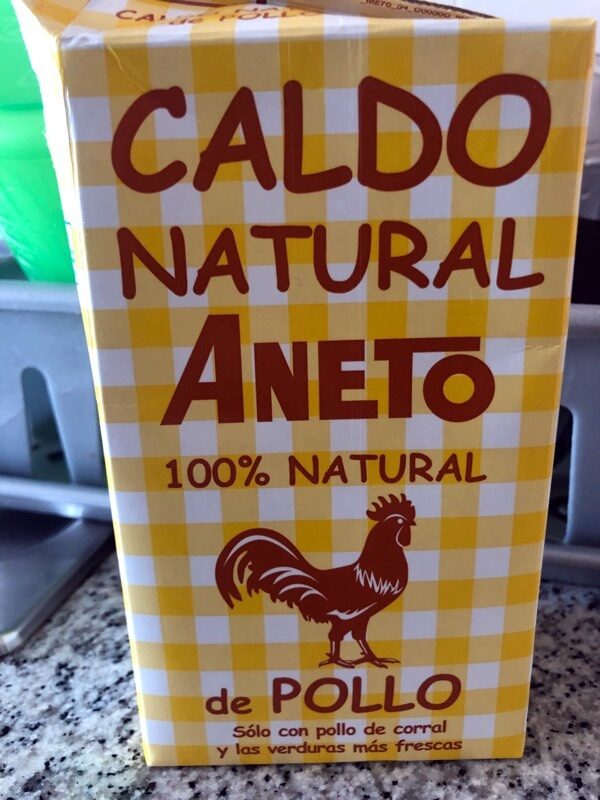 CALDO
NATURAL
ANETO
100% NATURAL
de POLLO
Sólo con pollo de corral
y las verduras más frescas